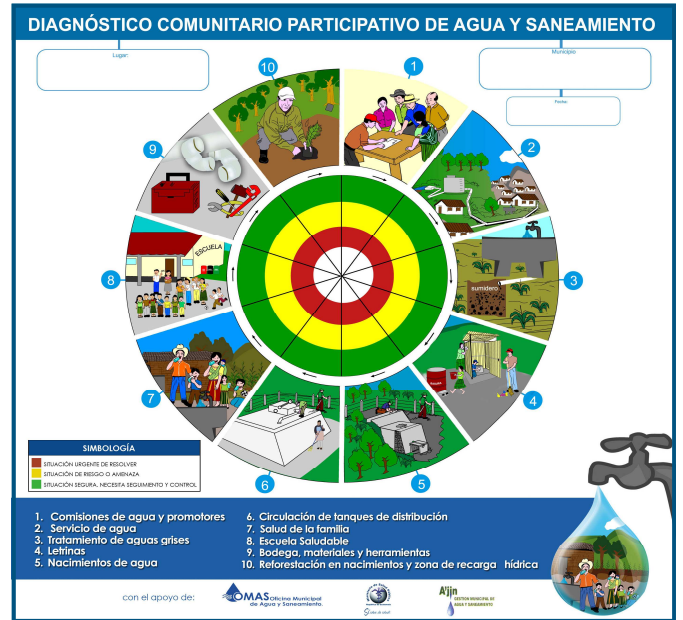 DIAGNÓSTICO COMUNITARIO PARTICIPATIVO DE AGUA Y SANEAMIENTO
Lugar:
Municipio
Fecha:
10
1
9
2
ESCUELA
8
3
sumidero
7
4
6
5
SIMBOLOGÍA
SITUACIÓN URGENTE DE RESOLVER
SITUACIÓN DE RIESGO O AMENAZA
SITUACIÓN SEGURA, NECESITA SEGUIMIENTO Y CONTROL
1. Comisiones de agua y promotores
2. Servicio de agua
3. Tratamiento de aguas grises
4. Letrinas
5. Nacimientos de agua
6. Circulación de tanques de distribución
7. Salud de la familia
8. Escuela Saludable
9. Bodega, materiales y herramientas
10. Reforestación en nacimientos y zona de recarga hídrica
con el apoyo de:
OMAS Oficina Municipal
de Agua y Saneamiento.
A'jin
GESTIÓN MUNICIPAL DE
AGUA Y SANEAMIENTO